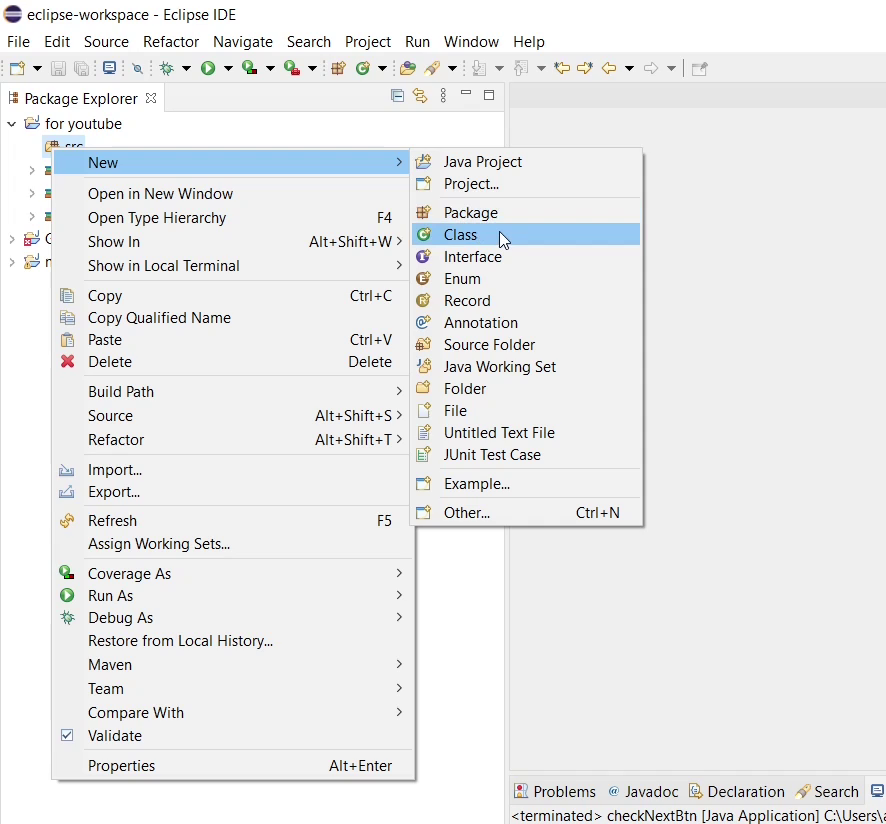 eclipse-workspace - Eclipse IDE
File Edit Source Refactor Navigate Search Project Run Window Help
Package Explorer
for youtube
src
New
Open in New Window
Open Type Hierarchy F4
Show In Alt+Shift+W
Show in Local Terminal
Copy Ctrl+C
Copy Qualified Name
Paste Ctrl+V
Delete Delete
Build Path
Source Alt+Shift+S
Refactor Alt+Shift+T
Import...
Export...
Refresh F5
Assign Working Sets...
Coverage As
Run As
Debug As
Restore from Local History...
Maven
Team
Compare With
Validate
Properties Alt+Enter
Java Project
Project...
Package
Class
Interface
Enum
Record
Annotation
Source Folder
Java Working Set
Folder
File
Untitled Text File
JUnit Test Case
Example...
Other... Ctrl+N
Problems Javadoc Declaration Search
<terminated> checkNextBtn [Java Application] C:\Users\